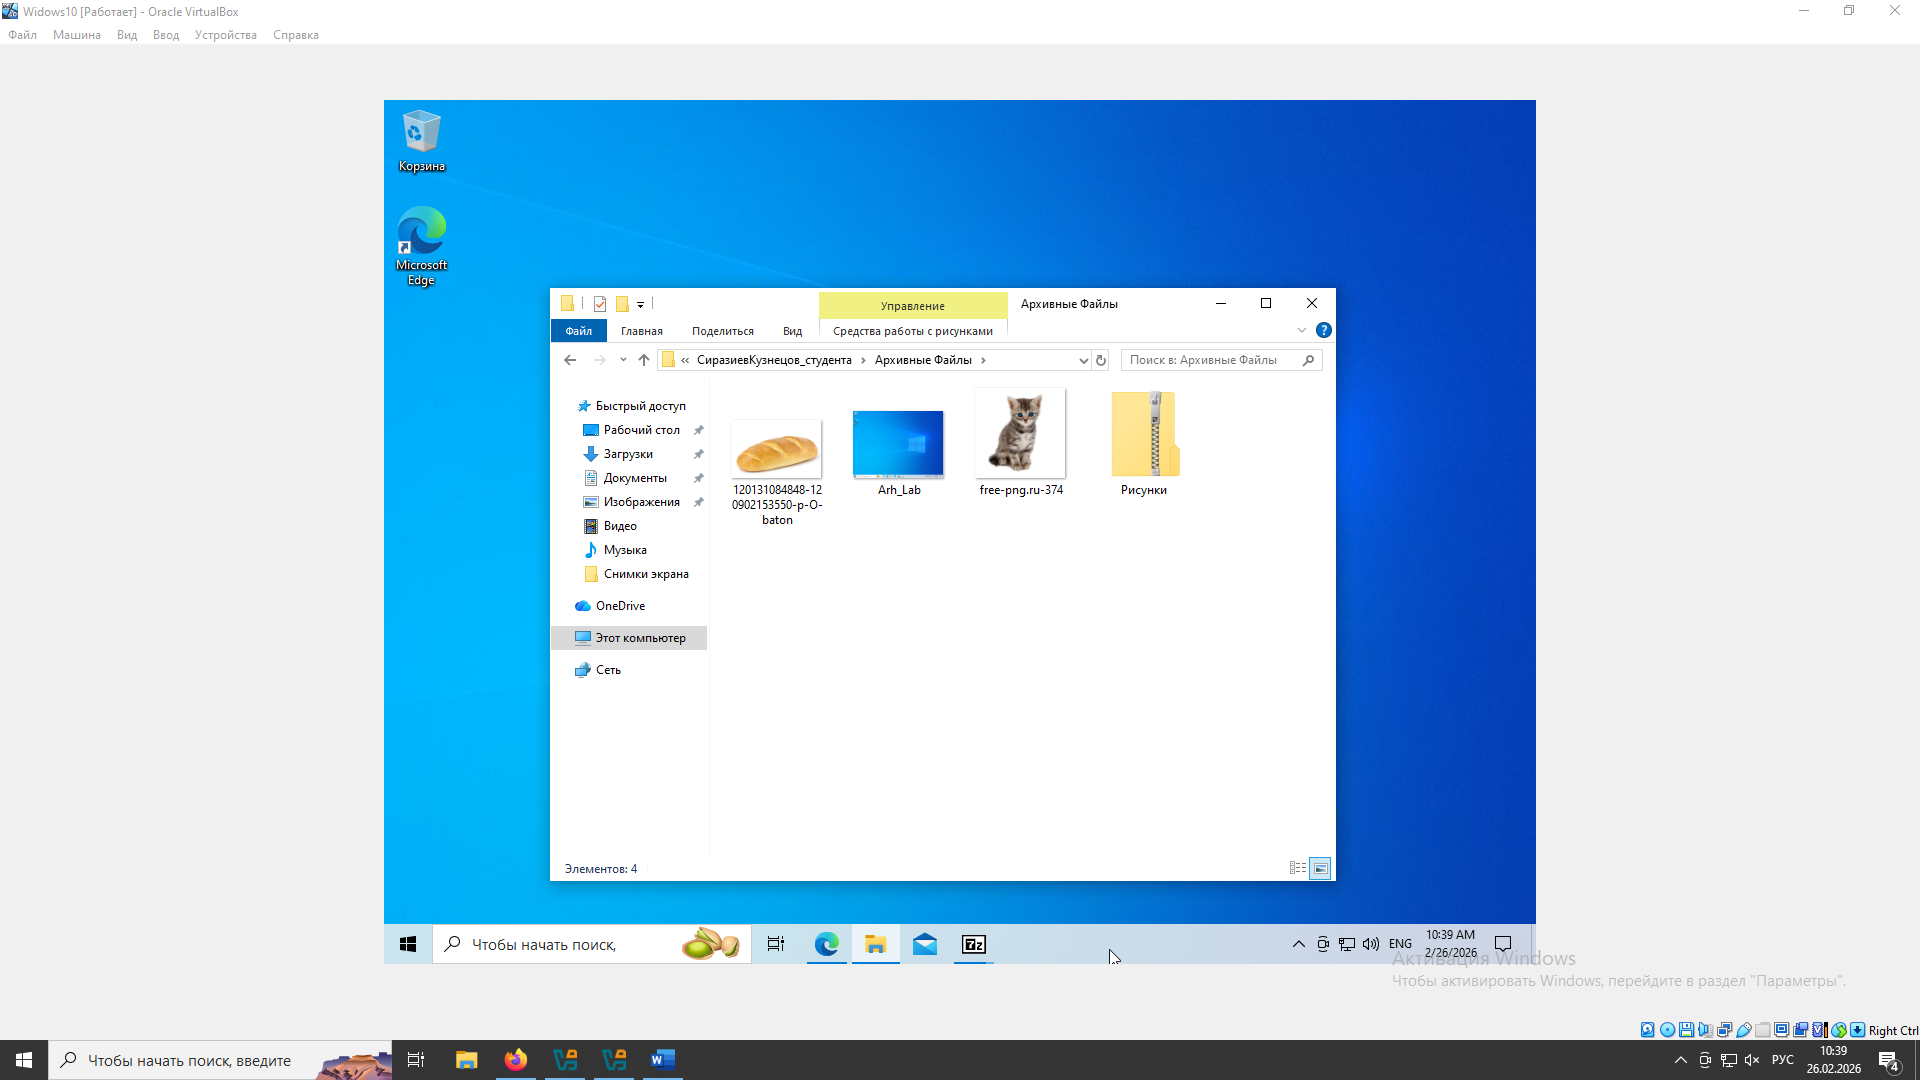 Widows10 [Работает] - Oracle VirtualBox
Файл Машина Вид Ввод Устройства Справка
Корзина
Microsoft
Edge
Управление
Архивные Файлы
Файл Главная Поделиться Вид Средства работы с рисунками
« СиразиевКузнецов_студента › Архивные Файлы ›
Поиск в: Архивные Файлы
Быстрый доступ
Рабочий стол
Загрузки
Документы
Изображения
Видео
Музыка
Снимки экрана
OneDrive
Этот компьютер
Сеть
120131084848-12
0902153550-p-O-
baton
Arh_Lab
free-png.ru-374
Рисунки
Элементов: 4
Чтобы начать поиск,
7z
ENG
10:39 AM
2/26/2026
Активация Windows
Чтобы активировать Windows, перейдите в раздел "Параметры".
Right Ctrl
Чтобы начать поиск, введите
РУС
10:39
26.02.2026
4